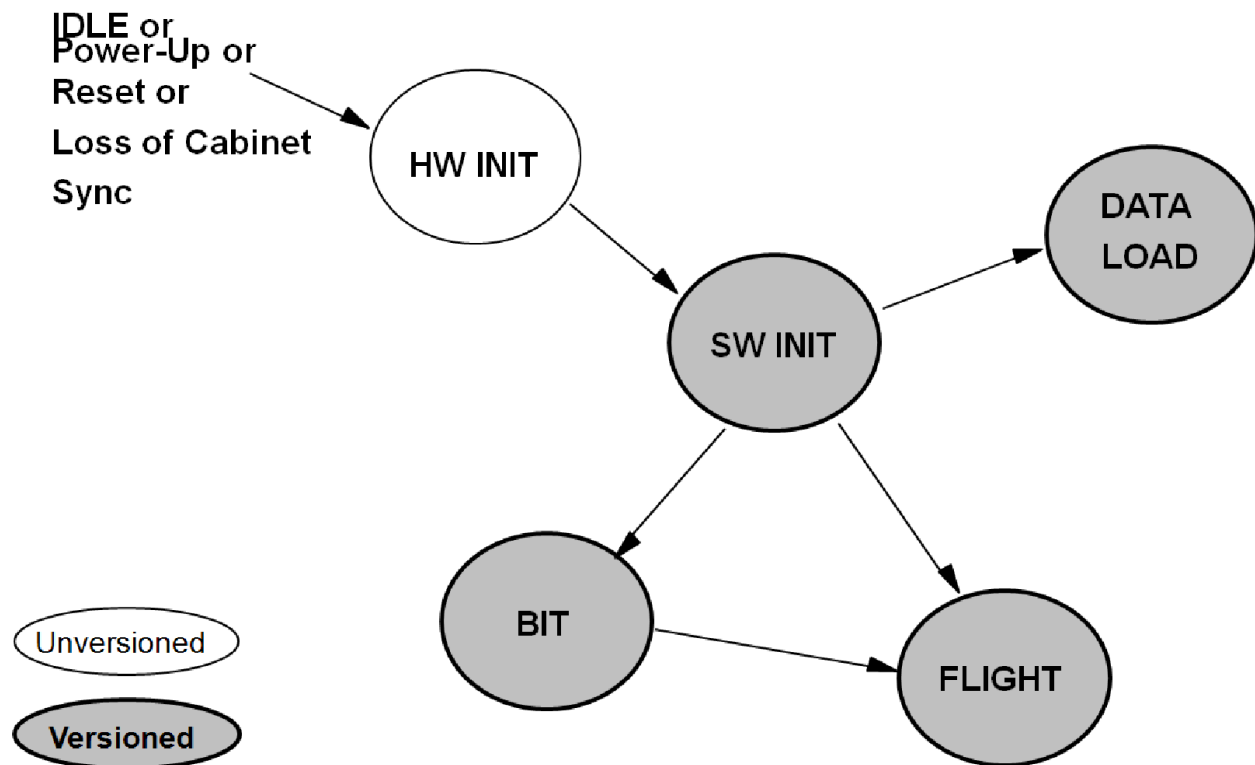 IDLE or
Power-Up or
Reset or
Loss of Cabinet
Sync
HW INIT
DATA
LOAD
SW INIT
BIT
FLIGHT
Unversioned
Versioned